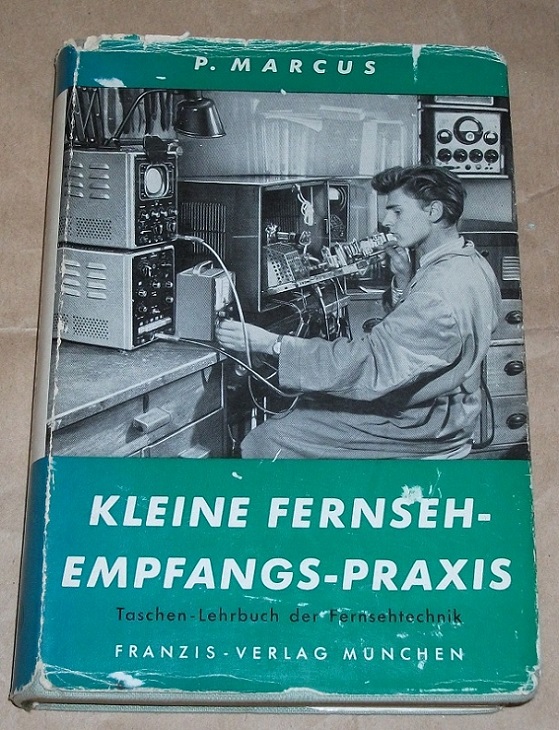 P. MARCUS
KLEINE FERNSEH-
EMPFANGS-PRAXIS
Taschen-Lehrbuch der Fernsehtechnik
FRANZIS-VERLAG MÜNCHEN